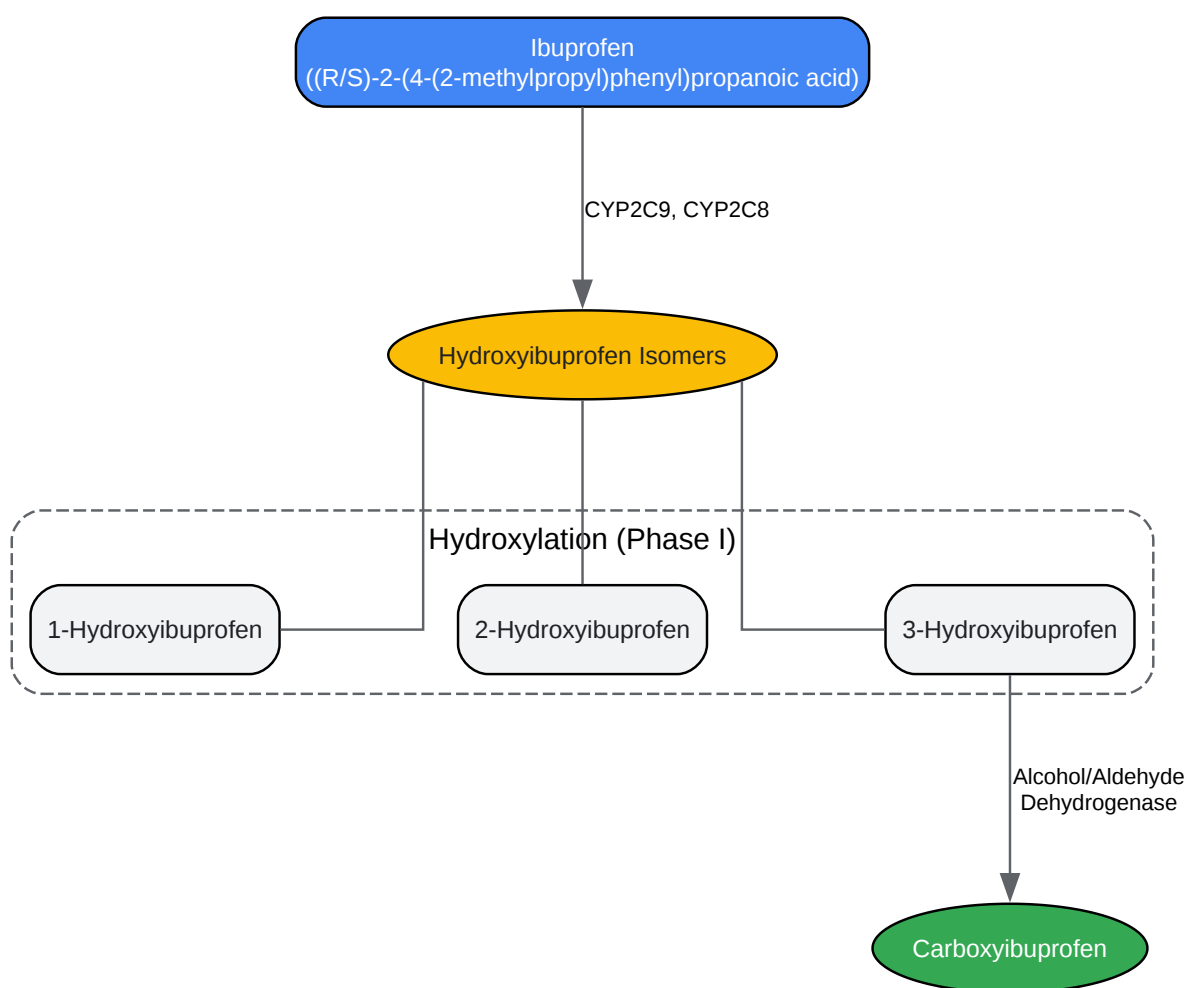 Ibuprofen
((R/S)-2-(4-(2-methylpropyl)phenyl)propanoic acid)
CYP2C9, CYP2C8
Hydroxyibuprofen Isomers
Hydroxylation (Phase I)
1-Hydroxyibuprofen
2-Hydroxyibuprofen
3-Hydroxyibuprofen
Alcohol/Aldehyde
Dehydrogenase
Carboxyibuprofen